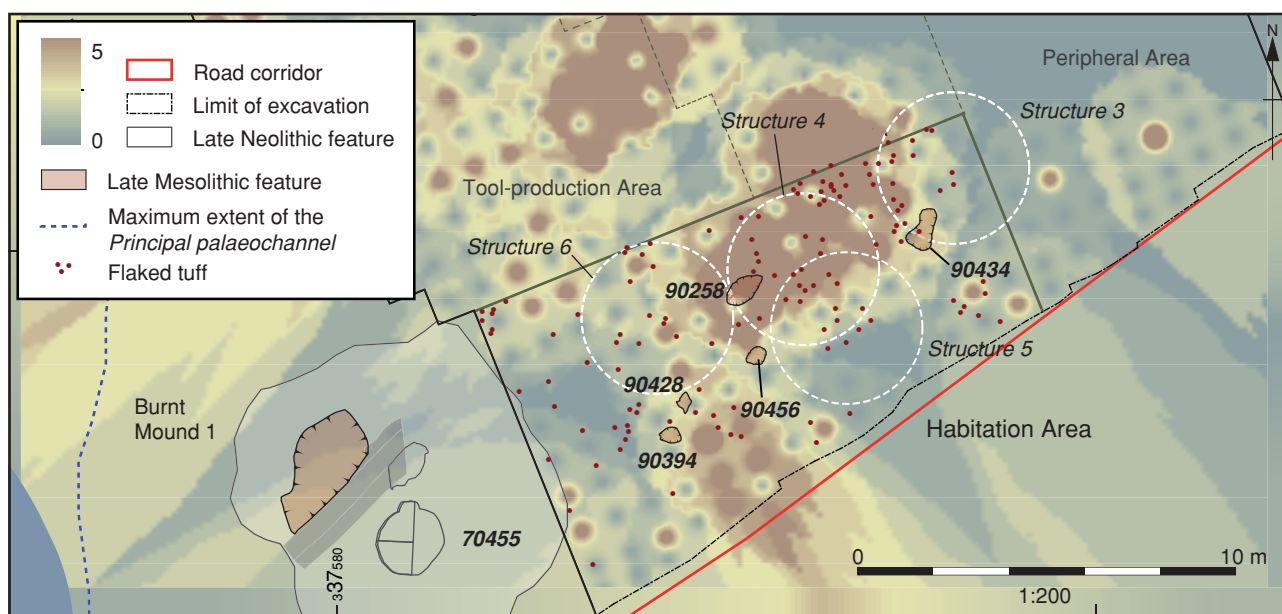 5
0
Road corridor
Limit of excavation
Late Neolithic feature
Late Mesolithic feature
Maximum extent of the
Principal palaeochannel
Flaked tuff
N
Peripheral Area
Structure 3
Structure 4
Tool-production Area
Structure 6
90258
90434
Structure 5
90428
90456
Burnt
Mound 1
Habitation Area
90394
70455
0
10 m
1:200
337580